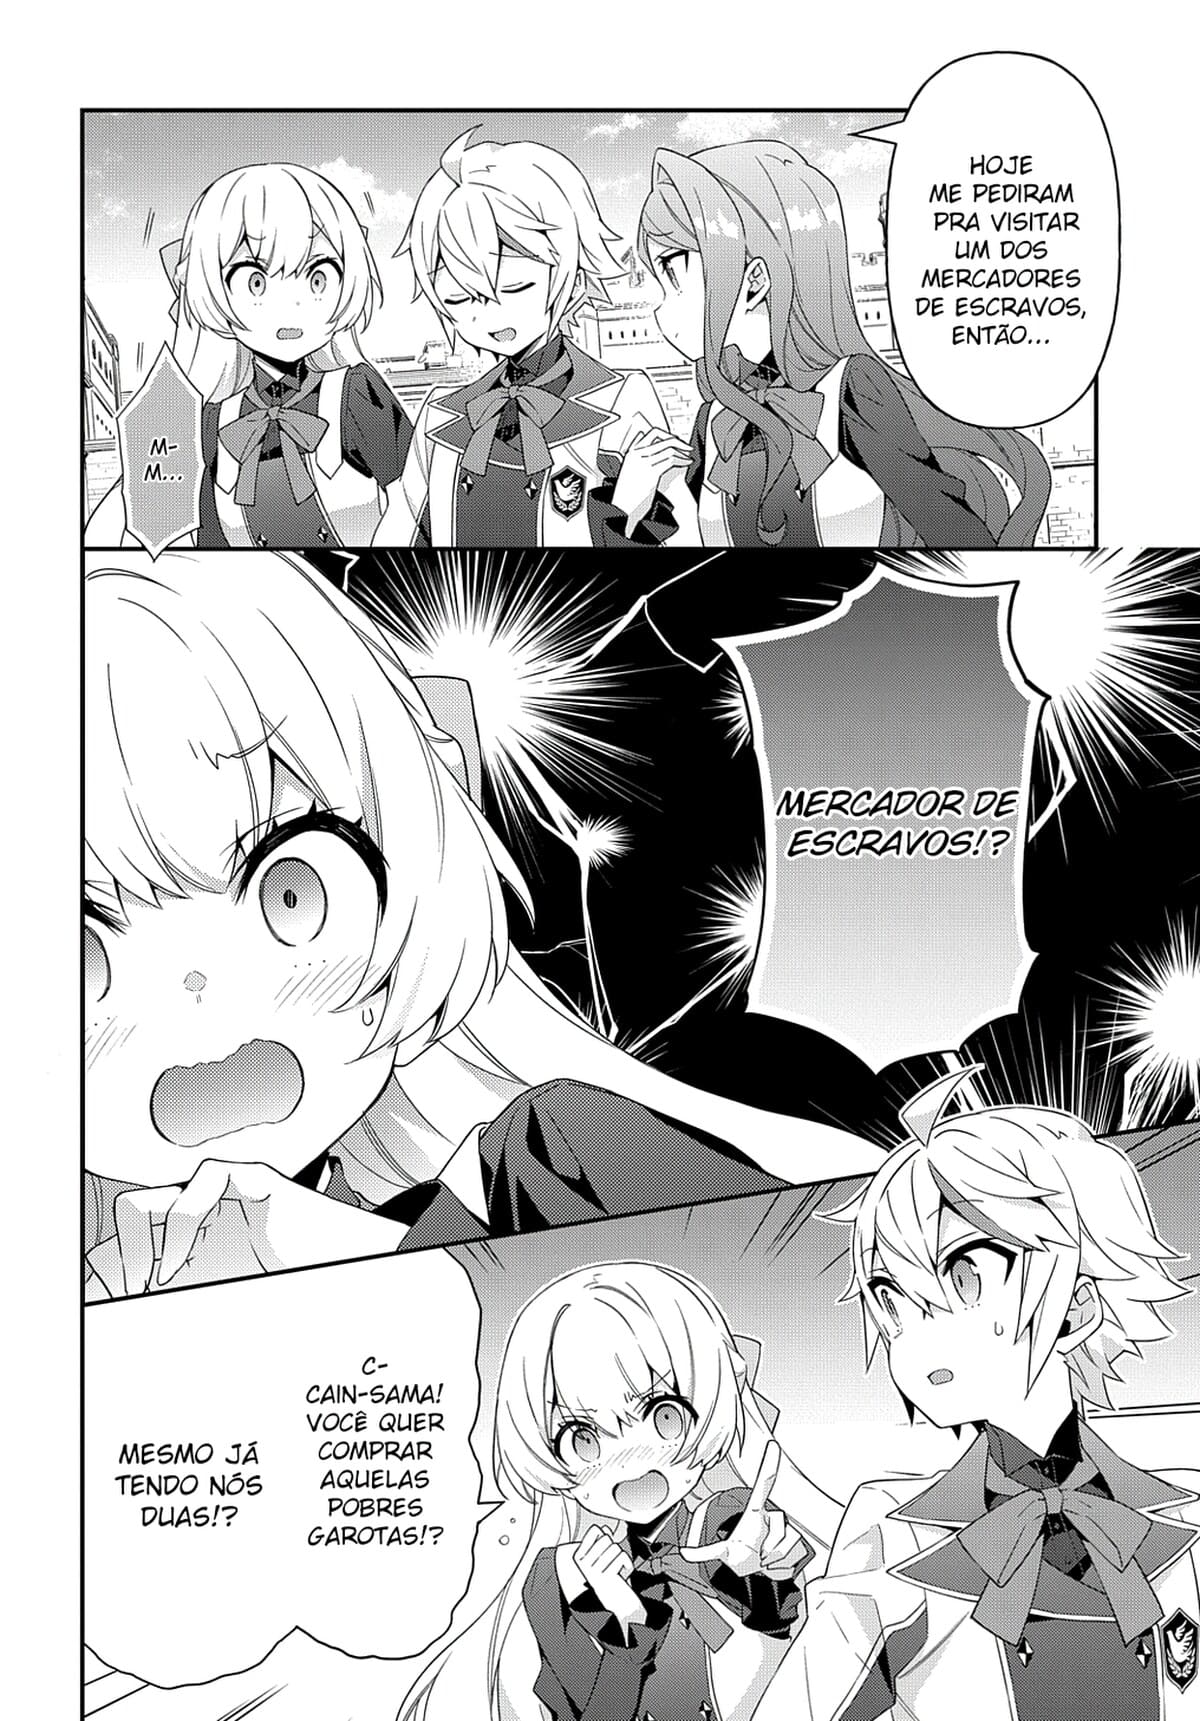 HOJE
ME PEDIRAM
PRA VISITAR
UM DOS
MERCADORES
DE ESCRAVOS,
ENTÃO...
M-
M...
MERCADOR DE
ESCRAVOS!?
C-
CAIN-SAMA!
VOCÊ QUER
COMPRAR
AQUELAS
POBRES
GAROTAS!?
MESMO JÁ
TENDO NÓS
DUAS!?